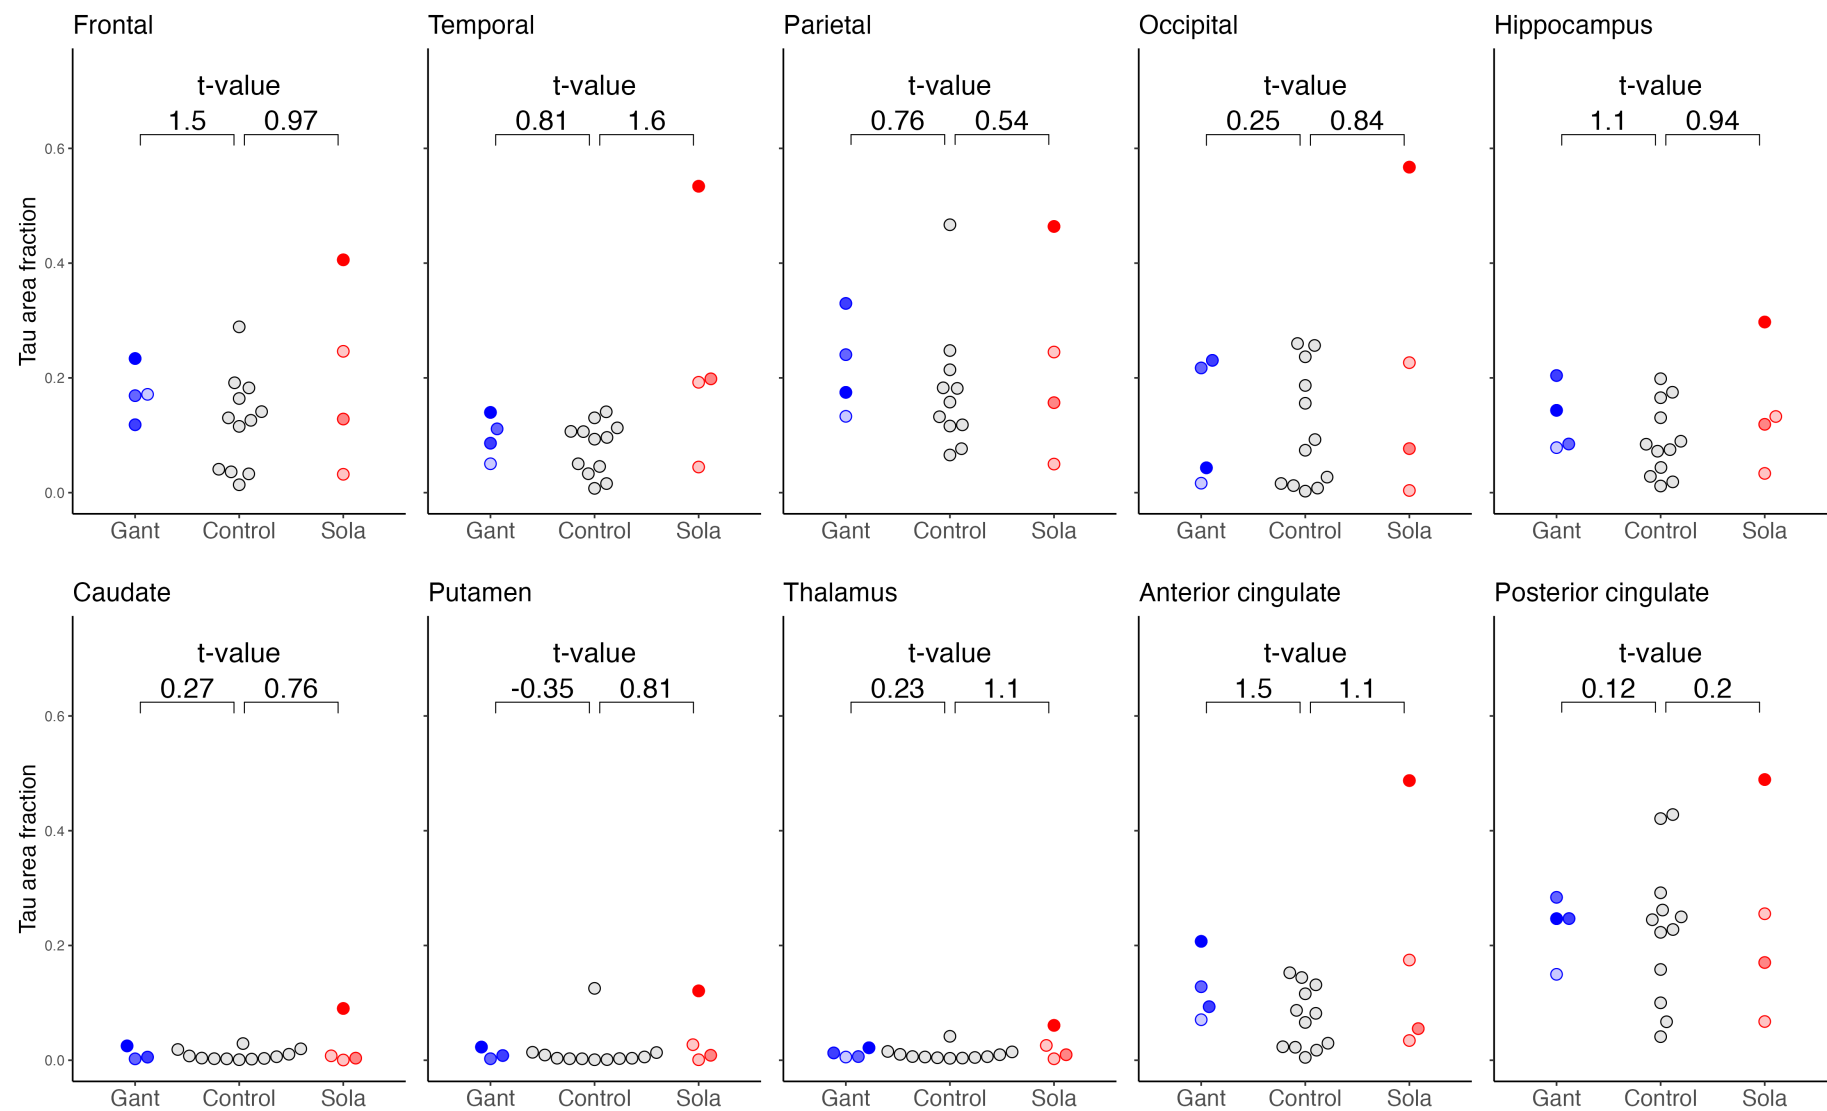 Frontal Temporal Parietal Occipital Hippocampus
t-value t-value t-value t-value t-value
1.5 0.97 0.81 1.6 0.76 0.54 0.25 0.84 1.1 0.94
0.6
0.4
0.2
0.0
Tau area fraction
Gant Control Sola Gant Control Sola Gant Control Sola Gant Control Sola Gant Control Sola
Caudate Putamen Thalamus Anterior cingulate Posterior cingulate
t-value t-value t-value t-value t-value
0.27 0.76 -0.35 0.81 0.23 1.1 1.5 1.1 0.12 0.2
0.6
0.4
0.2
0.0
Tau area fraction
Gant Control Sola Gant Control Sola Gant Control Sola Gant Control Sola Gant Control Sola